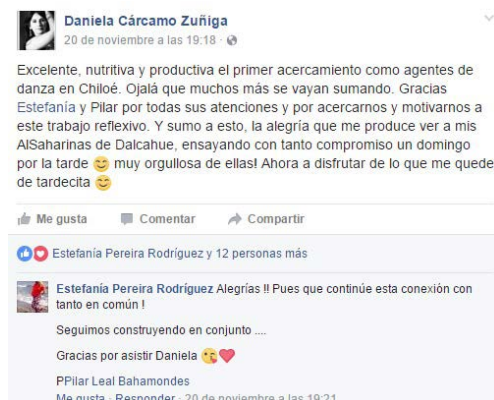 Daniela Cárcamo Zuñiga
20 de noviembre a las 19:18 ·
Excelente, nutritiva y productiva el primer acercamiento como agentes de
danza en Chiloé. Ojalá que muchos más se vayan sumando. Gracias
Estefanía y Pilar por todas sus atenciones y por acercarnos y motivarnos a
este trabajo reflexivo. Y sumo a esto, la alegría que me produce ver a mis
AlSaharinas de Dalcahue, ensayando con tanto compromiso un domingo
por la tarde 😊 muy orgullosa de ellas! Ahora a disfrutar de lo que me quede
de tardecita 😊
Me gusta Comentar Compartir
Estefanía Pereira Rodríguez y 12 personas más
Estefanía Pereira Rodríguez Alegrías !! Pues que continúe esta conexión con
tanto en común !
Seguimos construyendo en conjunto ....
Gracias por asistir Daniela 😘❤
PPilar Leal Bahamondes
Me gusta · Responder · 20 de noviembre a las 19:21